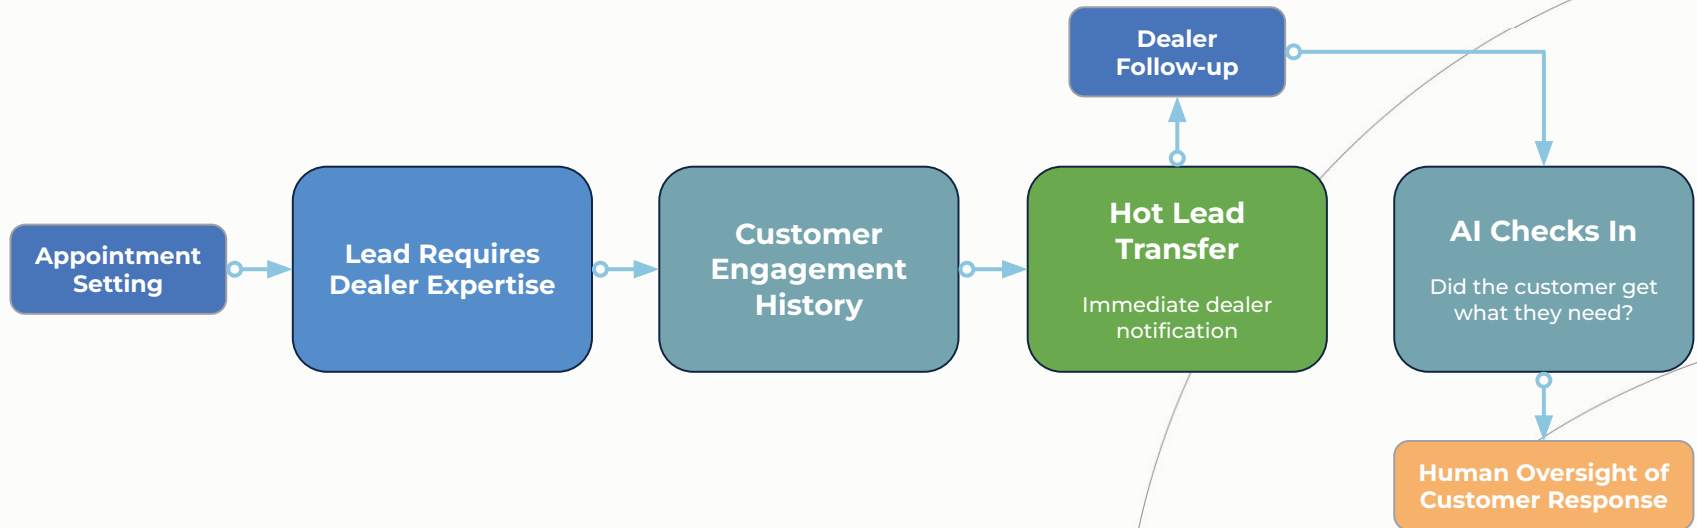 Appointment
Setting
Lead Requires
Dealer Expertise
Customer
Engagement
History
Hot Lead
Transfer
Immediate dealer
notification
Dealer
Follow-up
AI Checks In
Did the customer get
what they need?
Human Oversight of
Customer Response